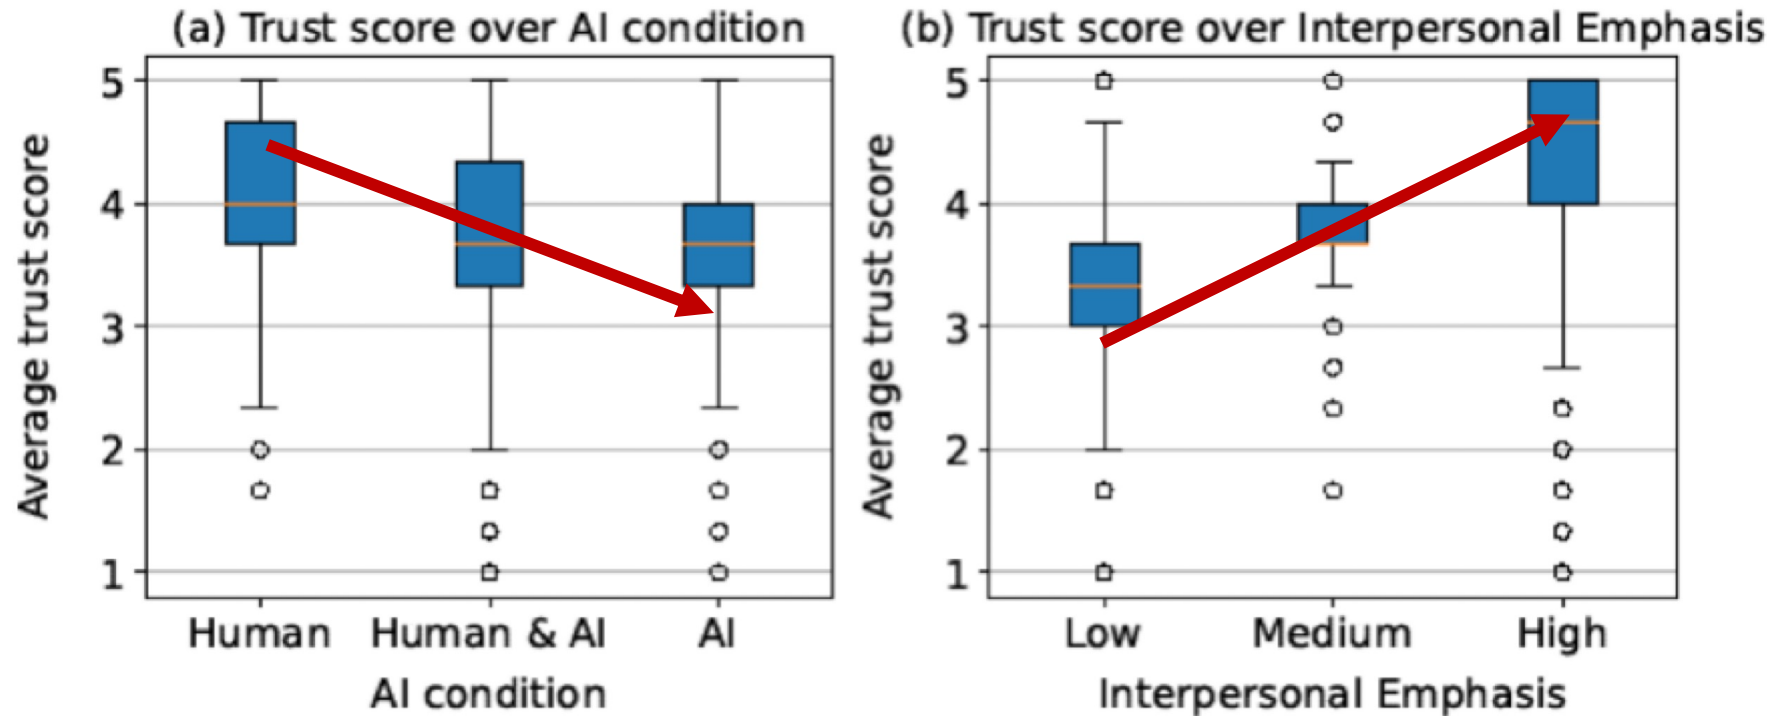 (a) Trust score over AI condition
Average trust score
5
4
3
2
1
Human
Human & AI
AI
AI condition
(b) Trust score over Interpersonal Emphasis
Average trust score
5
4
3
2
1
Low
Medium
High
Interpersonal Emphasis